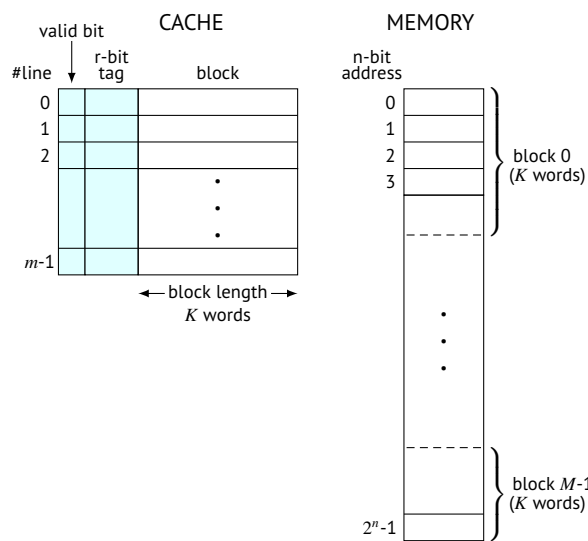 CACHE
valid bit
r-bit
tag
#line
block
0
1
2
m-1
block length
K words
MEMORY
n-bit
address
0
1
2
3
block 0
(K words)
block M-1
(K words)
2ⁿ-1